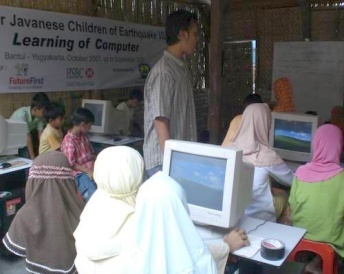 r Javanese Children of Earthquake
Learning of Computer
Bantul - Yogyakarta, October 2007,
FutureFirst
HSBC